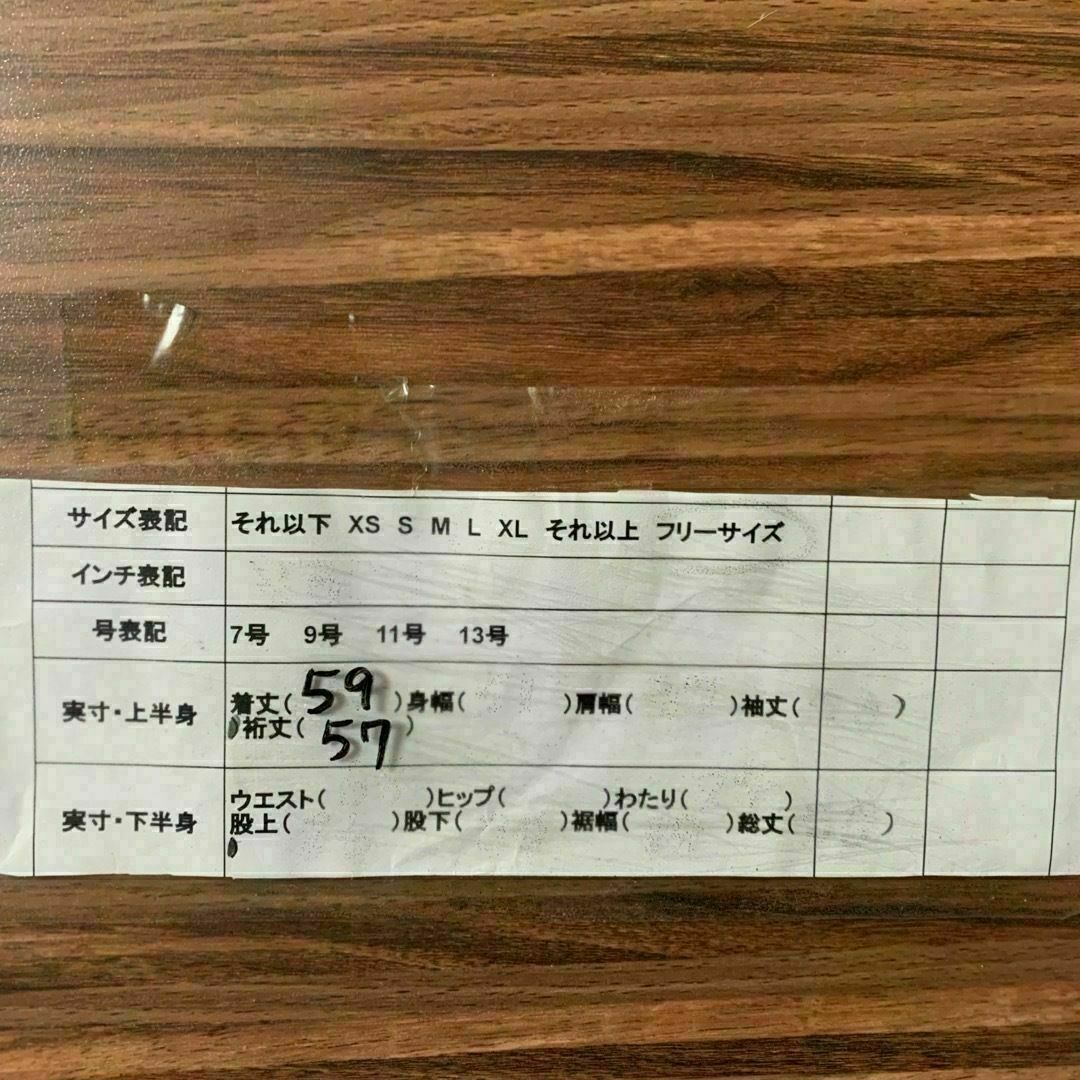 サイズ表記 それ以下 XS S M L XL それ以上 フリーサイズ
インチ表記
号表記 7号 9号 11号 13号
実寸・上半身 着丈( 59 )身幅( )肩幅( )袖丈( )
裄丈( 57 )
実寸・下半身 ウエスト( )ヒップ( )わたり( )
股上( )股下( )裾幅( )総丈( )